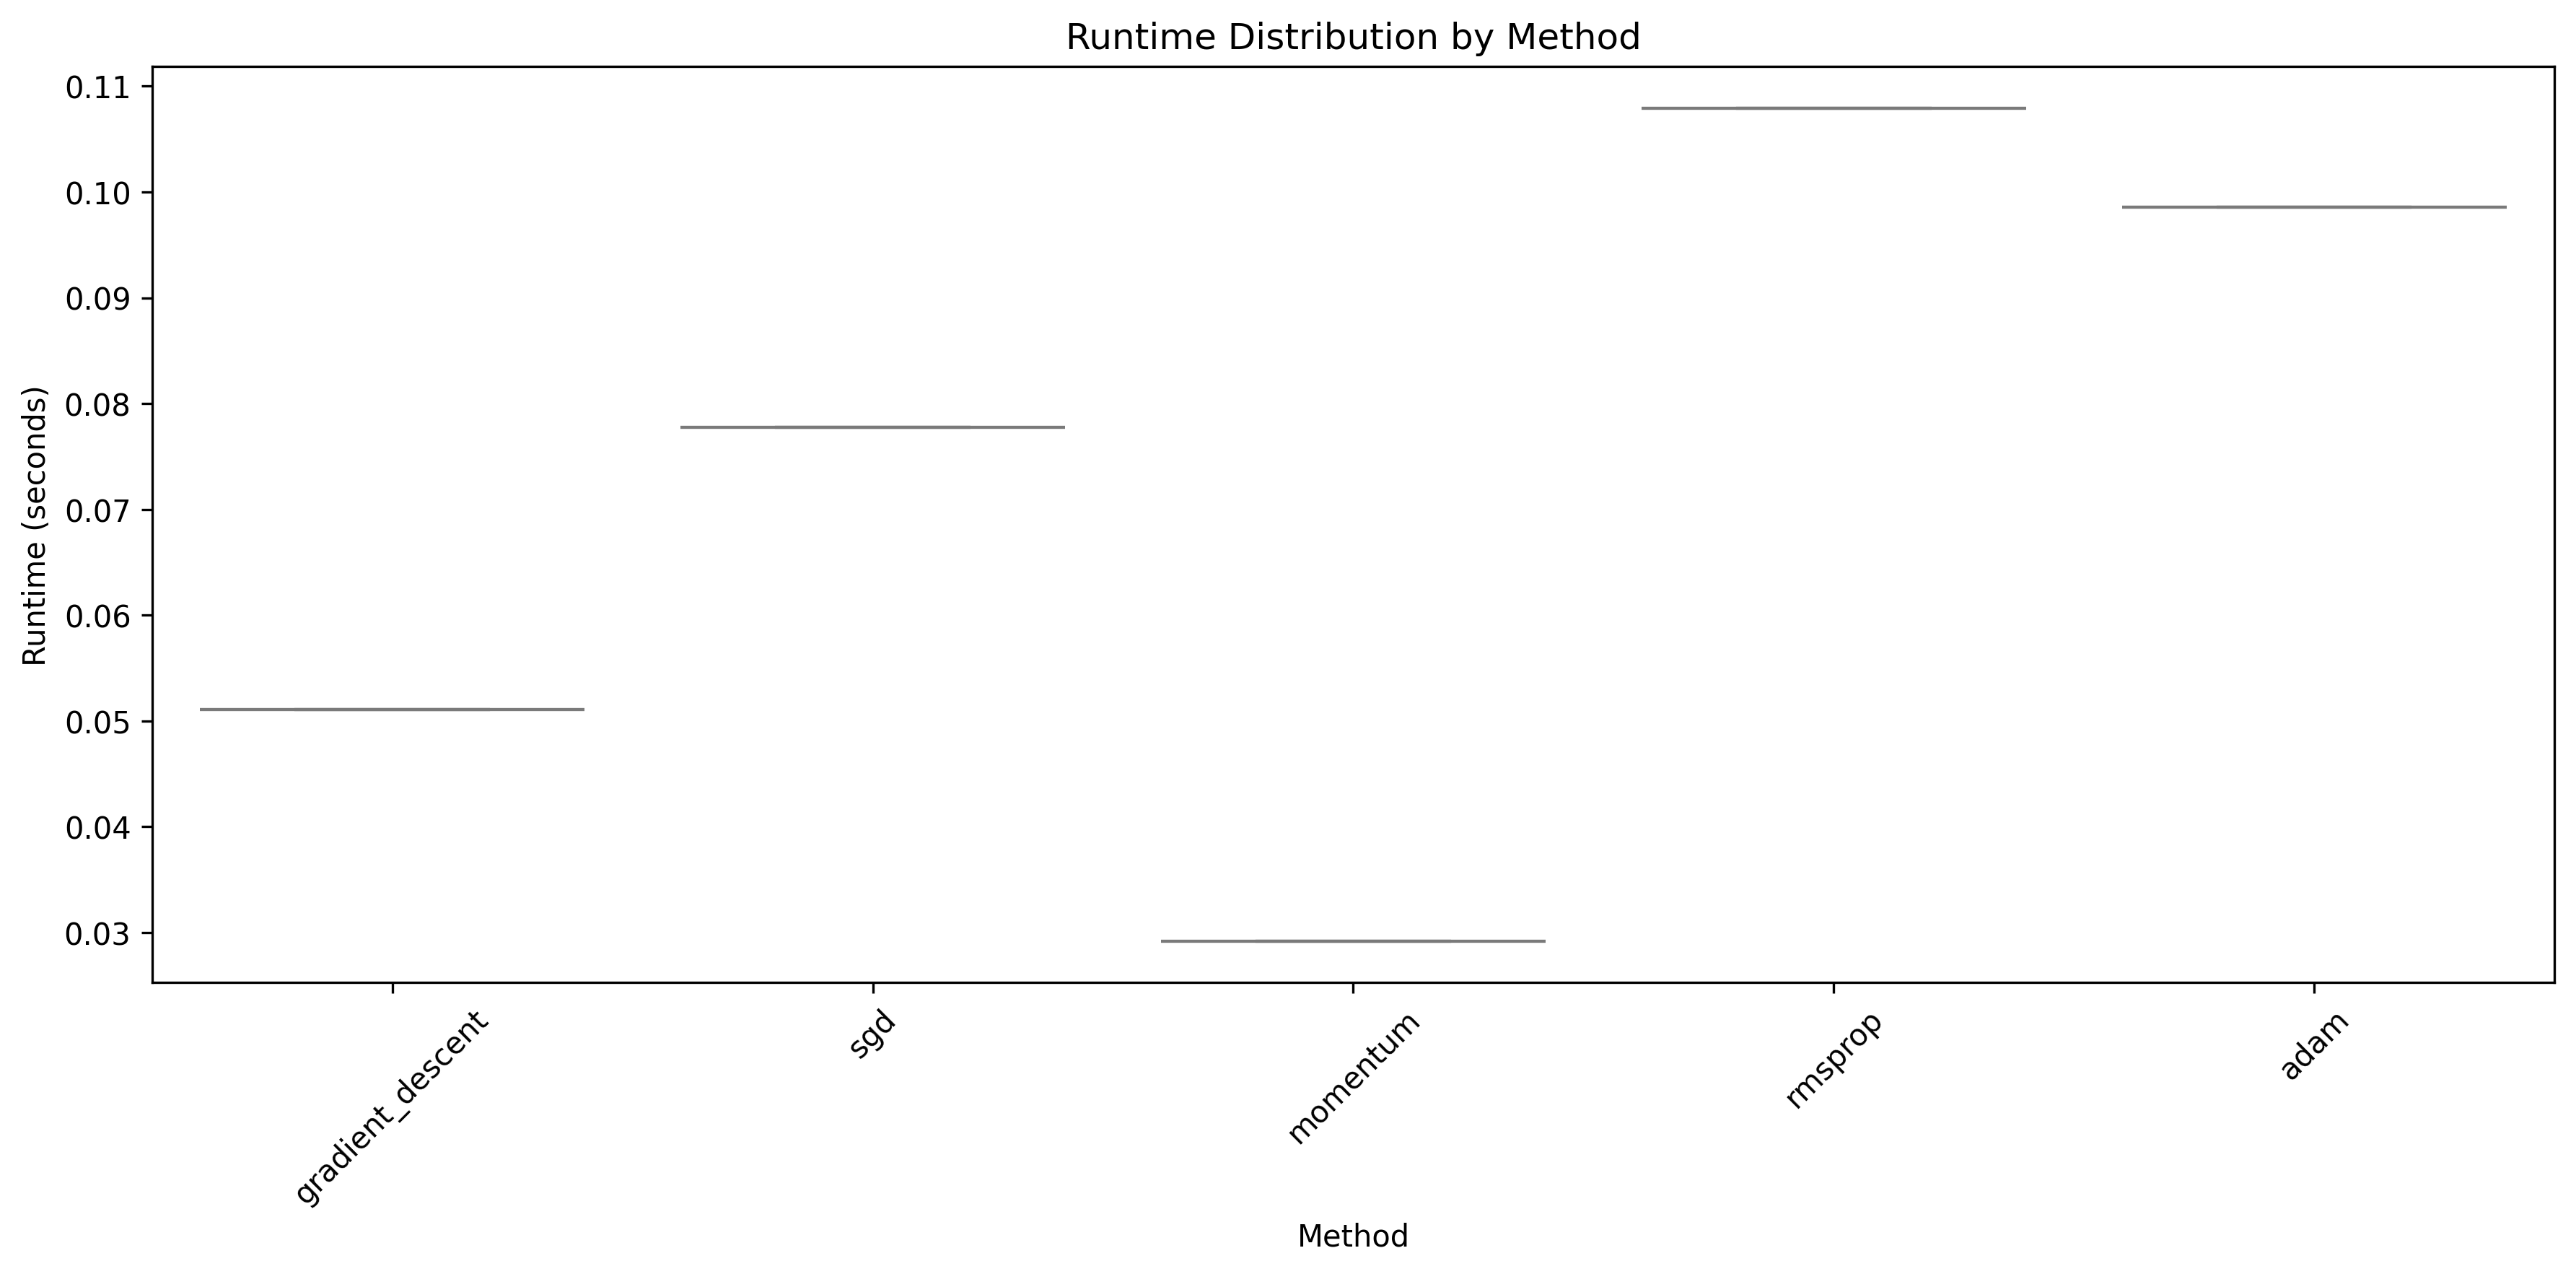 Runtime Distribution by Method
0.11
0.10
0.09
0.08
0.07
0.06
0.05
0.04
0.03
Runtime (seconds)
gradient_descent
sgd
momentum
rmsprop
adam
Method